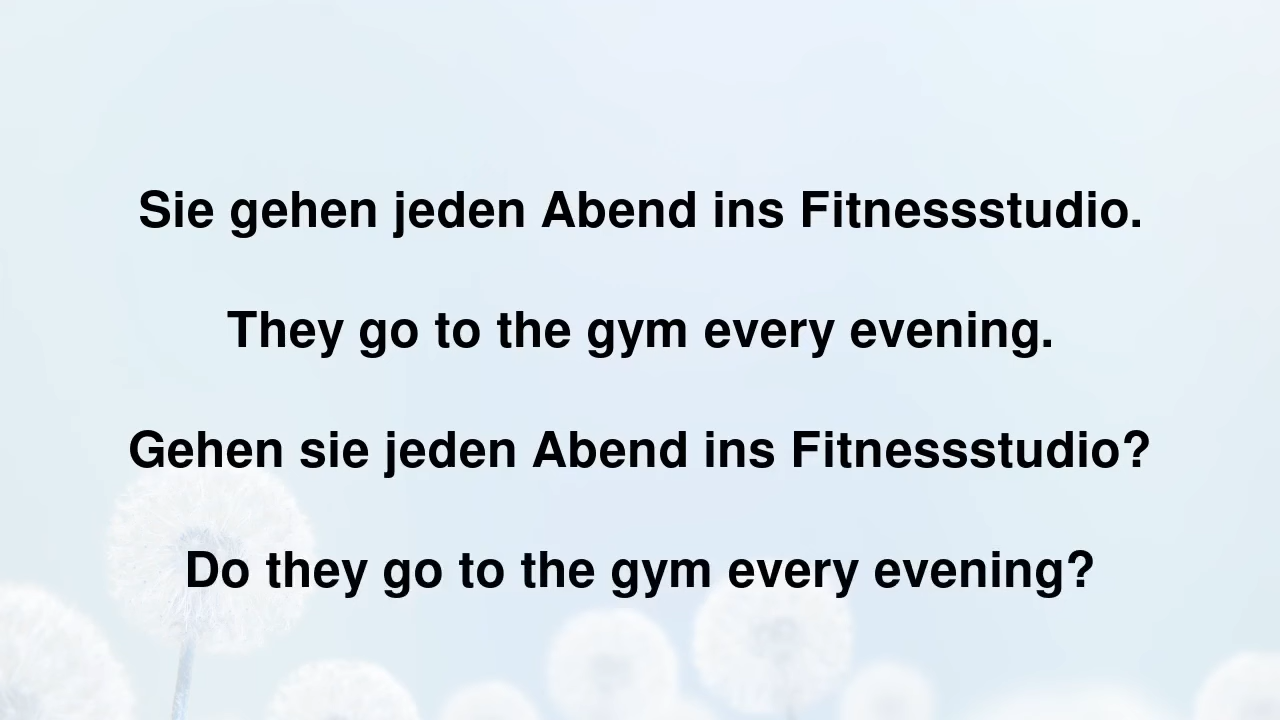 Sie gehen jeden Abend ins Fitnessstudio.
They go to the gym every evening.
Gehen sie jeden Abend ins Fitnessstudio?
Do they go to the gym every evening?